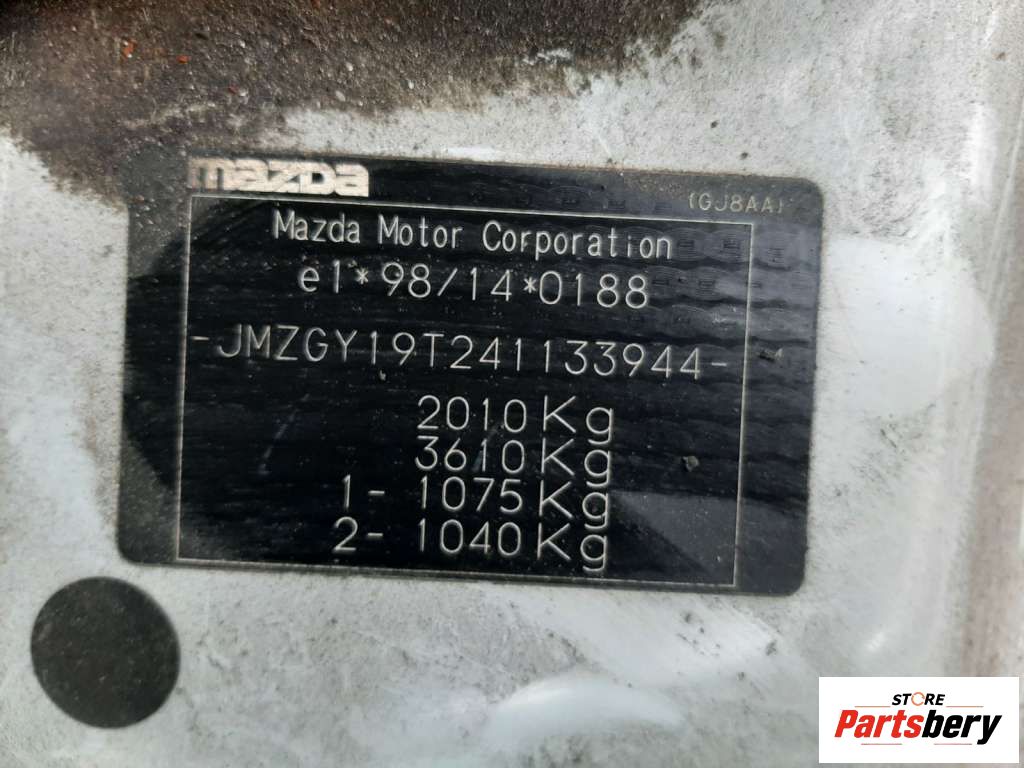 mazda
(GJ8AA)
Mazda Motor Corporation
e1*98/14*0188
-JMZGY19T241133944-
2010Kg
3610Kg
1- 1075Kg
2- 1040Kg
STORE
Partsbery